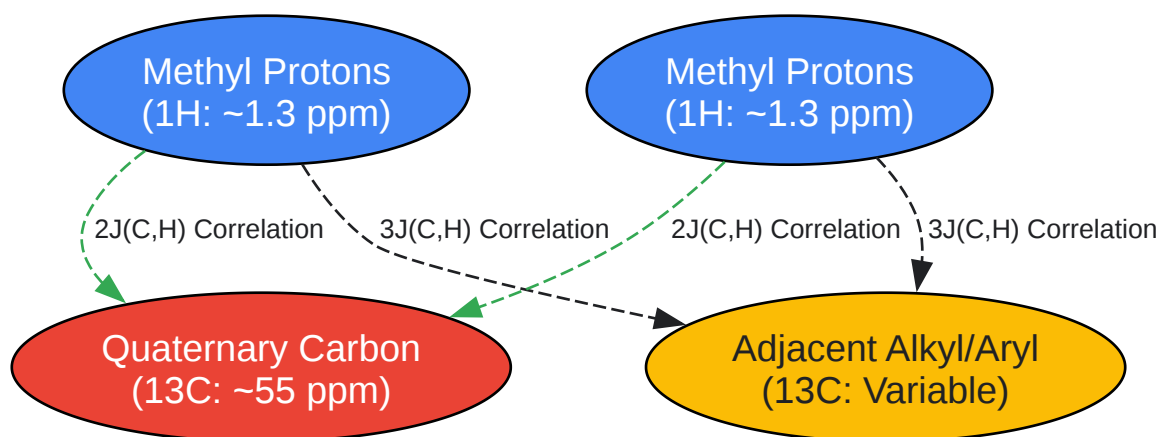 Methyl Protons
(1H: ~1.3 ppm)
Methyl Protons
(1H: ~1.3 ppm)
2J(C,H) Correlation
3J(C,H) Correlation
2J(C,H) Correlation
3J(C,H) Correlation
Quaternary Carbon
(13C: ~55 ppm)
Adjacent Alkyl/Aryl
(13C: Variable)